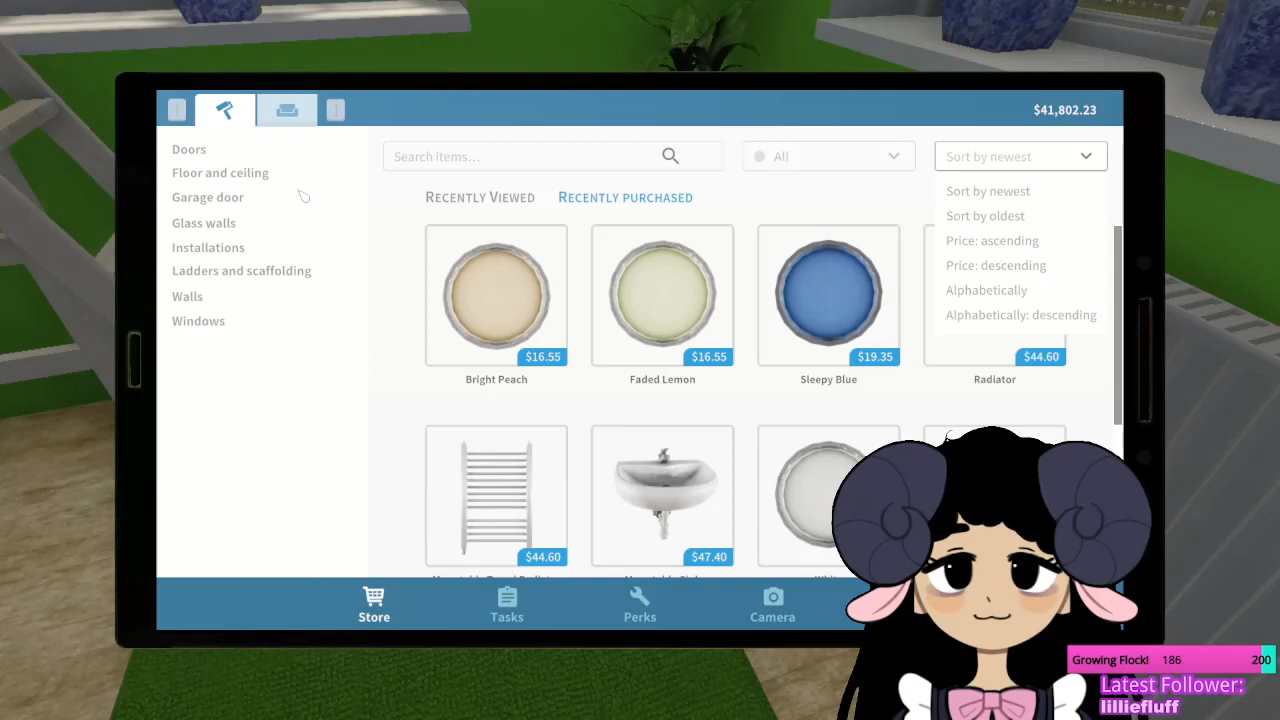 $41,802.23
Doors
Floor and ceiling
Garage door
Glass walls
Installations
Ladders and scaffolding
Walls
Windows
Search items...
All
Sort by newest
Sort by newest
Sort by oldest
Price: ascending
Price: descending
Alphabetically
Alphabetically: descending
RECENTLY VIEWED
RECENTLY PURCHASED
$16.55
$16.55
$19.35
$44.60
Bright Peach
Faded Lemon
Sleepy Blue
Radiator
$44.60
$47.40
Store
Tasks
Perks
Camera
Growing Flock! 186 200
Latest Follower:
lilliefluff